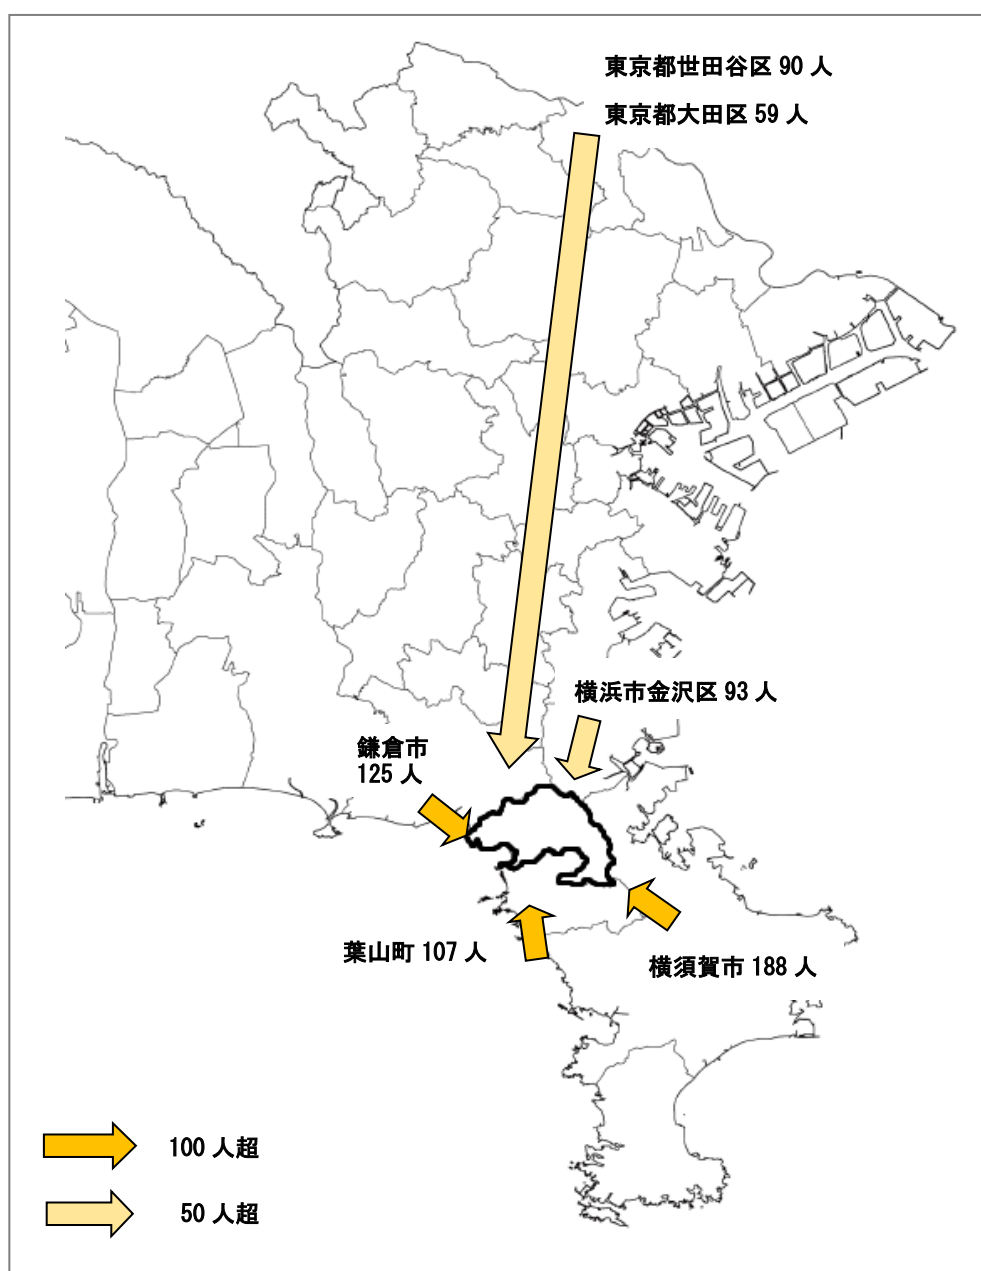 東京都世田谷区 90 人
東京都大田区 59 人
横浜市金沢区 93 人
鎌倉市
125 人
葉山町 107 人
横須賀市 188 人
100 人超
50 人超